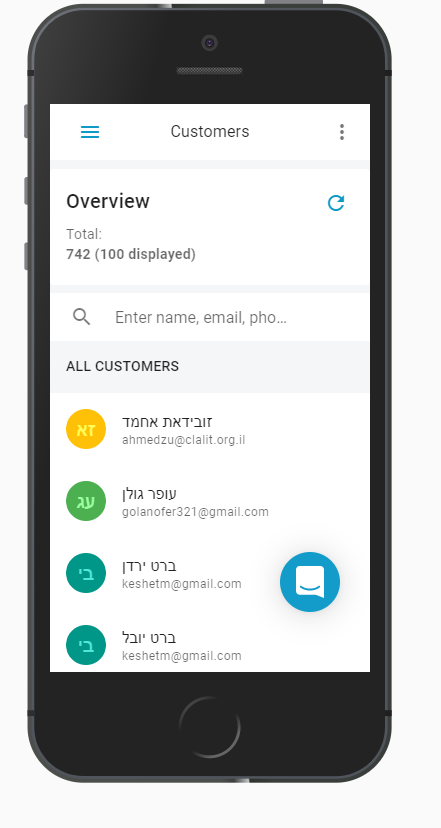 Customers
Overview
Total:
742 (100 displayed)
Enter name, email, pho...
ALL CUSTOMERS
זא
זובידאת אחמד
ahmedzu@clalit.org.il
עג
עופר גולן
golanofer321@gmail.com
בי
ברט ירדן
keshetm@gmail.com
בי
ברט יובל
keshetm@gmail.com